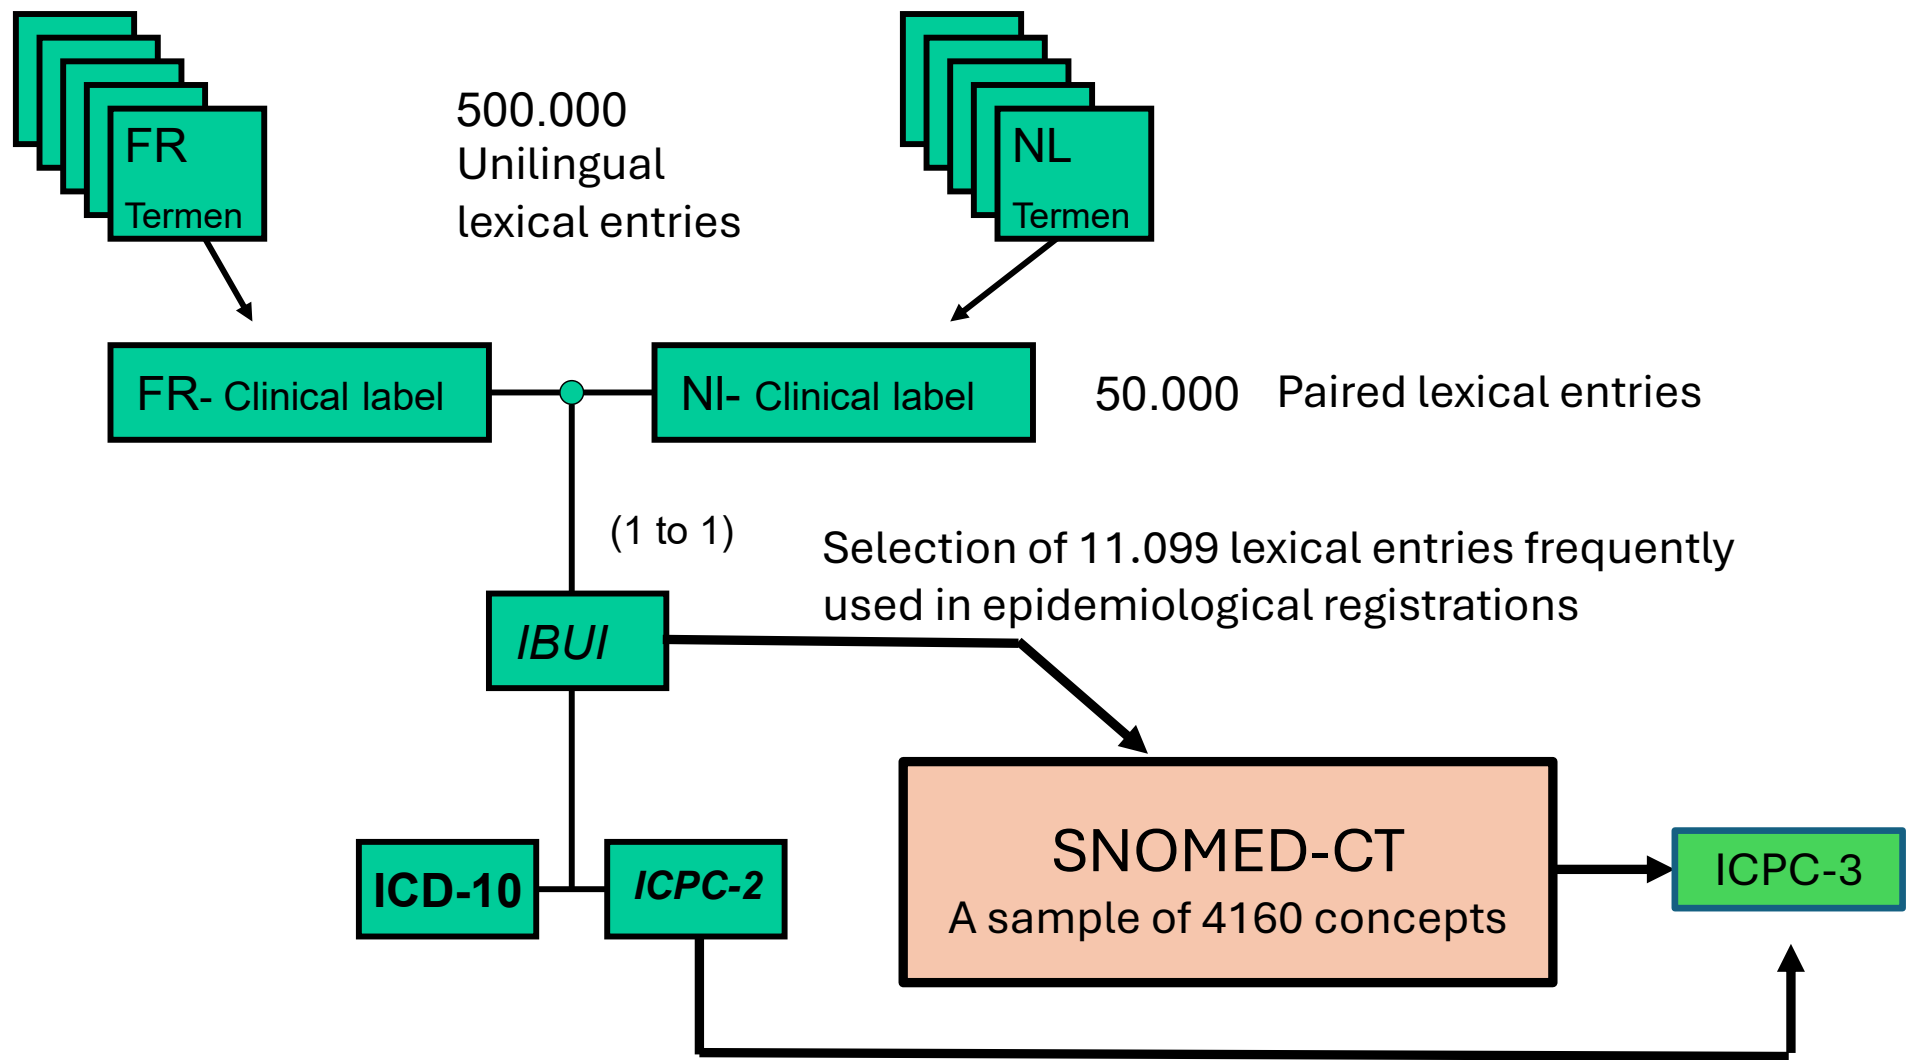 FR
Termen
500.000
Unilingual
lexical entries
NL
Termen
FR- Clinical label
Nl- Clinical label
50.000 Paired lexical entries
(1 to 1)
Selection of 11.099 lexical entries frequently
used in epidemiological registrations
IBUI
ICD-10
ICPC-2
SNOMED-CT
A sample of 4160 concepts
ICPC-3